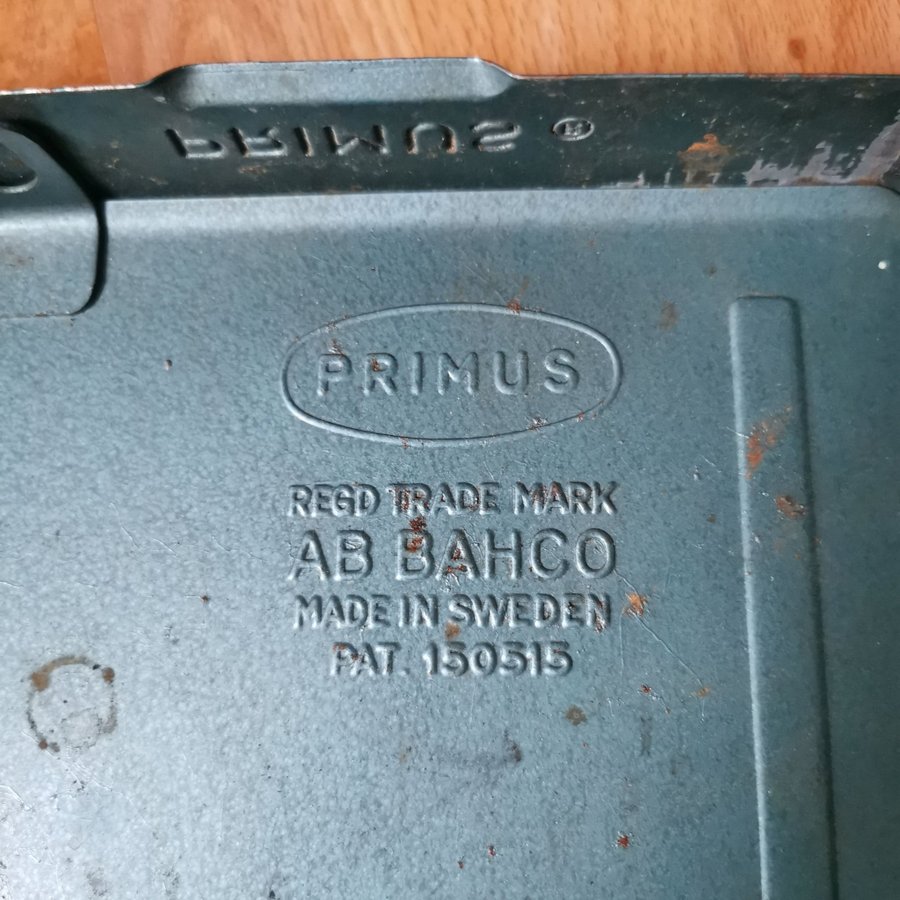 PRIMUS ®
PRIMUS
REGD TRADE MARK
AB BAHCO
MADE IN SWEDEN
PAT. 150515